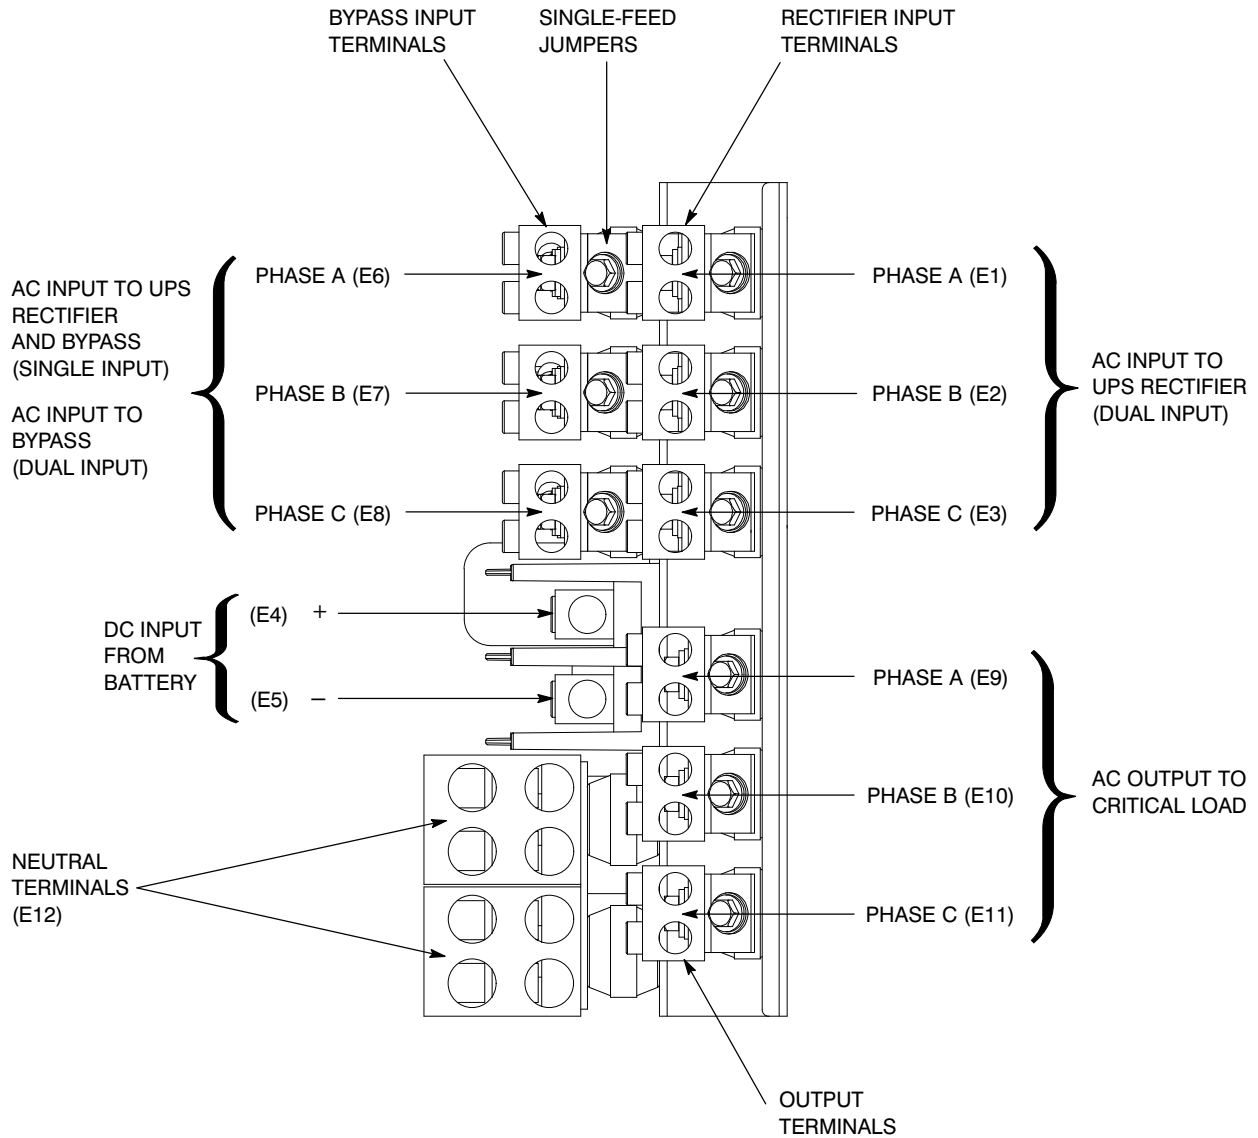 BYPASS INPUT
TERMINALS
SINGLE-FEED
JUMPERS
RECTIFIER INPUT
TERMINALS
AC INPUT TO UPS
RECTIFIER
AND BYPASS
(SINGLE INPUT)
AC INPUT TO
BYPASS
(DUAL INPUT)
PHASE A (E6)
PHASE B (E7)
PHASE C (E8)
PHASE A (E1)
PHASE B (E2)
PHASE C (E3)
AC INPUT TO
UPS RECTIFIER
(DUAL INPUT)
DC INPUT
FROM
BATTERY
(E4) +
(E5) –
PHASE A (E9)
PHASE B (E10)
PHASE C (E11)
AC OUTPUT TO
CRITICAL LOAD
NEUTRAL
TERMINALS
(E12)
OUTPUT
TERMINALS